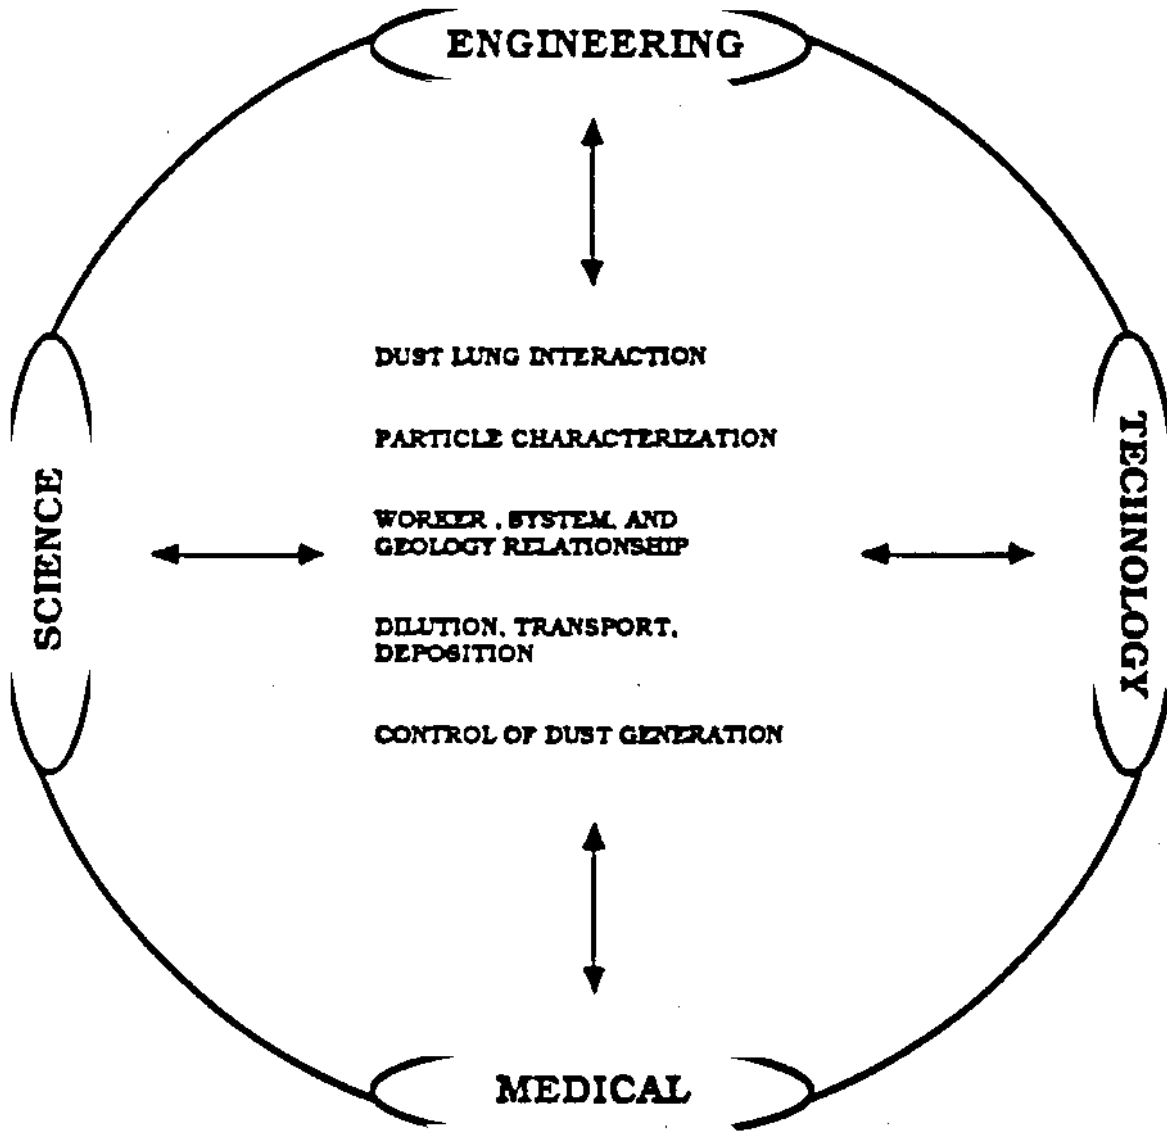 ENGINEERING
DUST LUNG INTERACTION
PARTICLE CHARACTERIZATION
WORKER , SYSTEM, AND
GEOLOGY RELATIONSHIP
DILUTION, TRANSPORT,
DEPOSITION
CONTROL OF DUST GENERATION
SCIENCE
TECHNOLOGY
MEDICAL